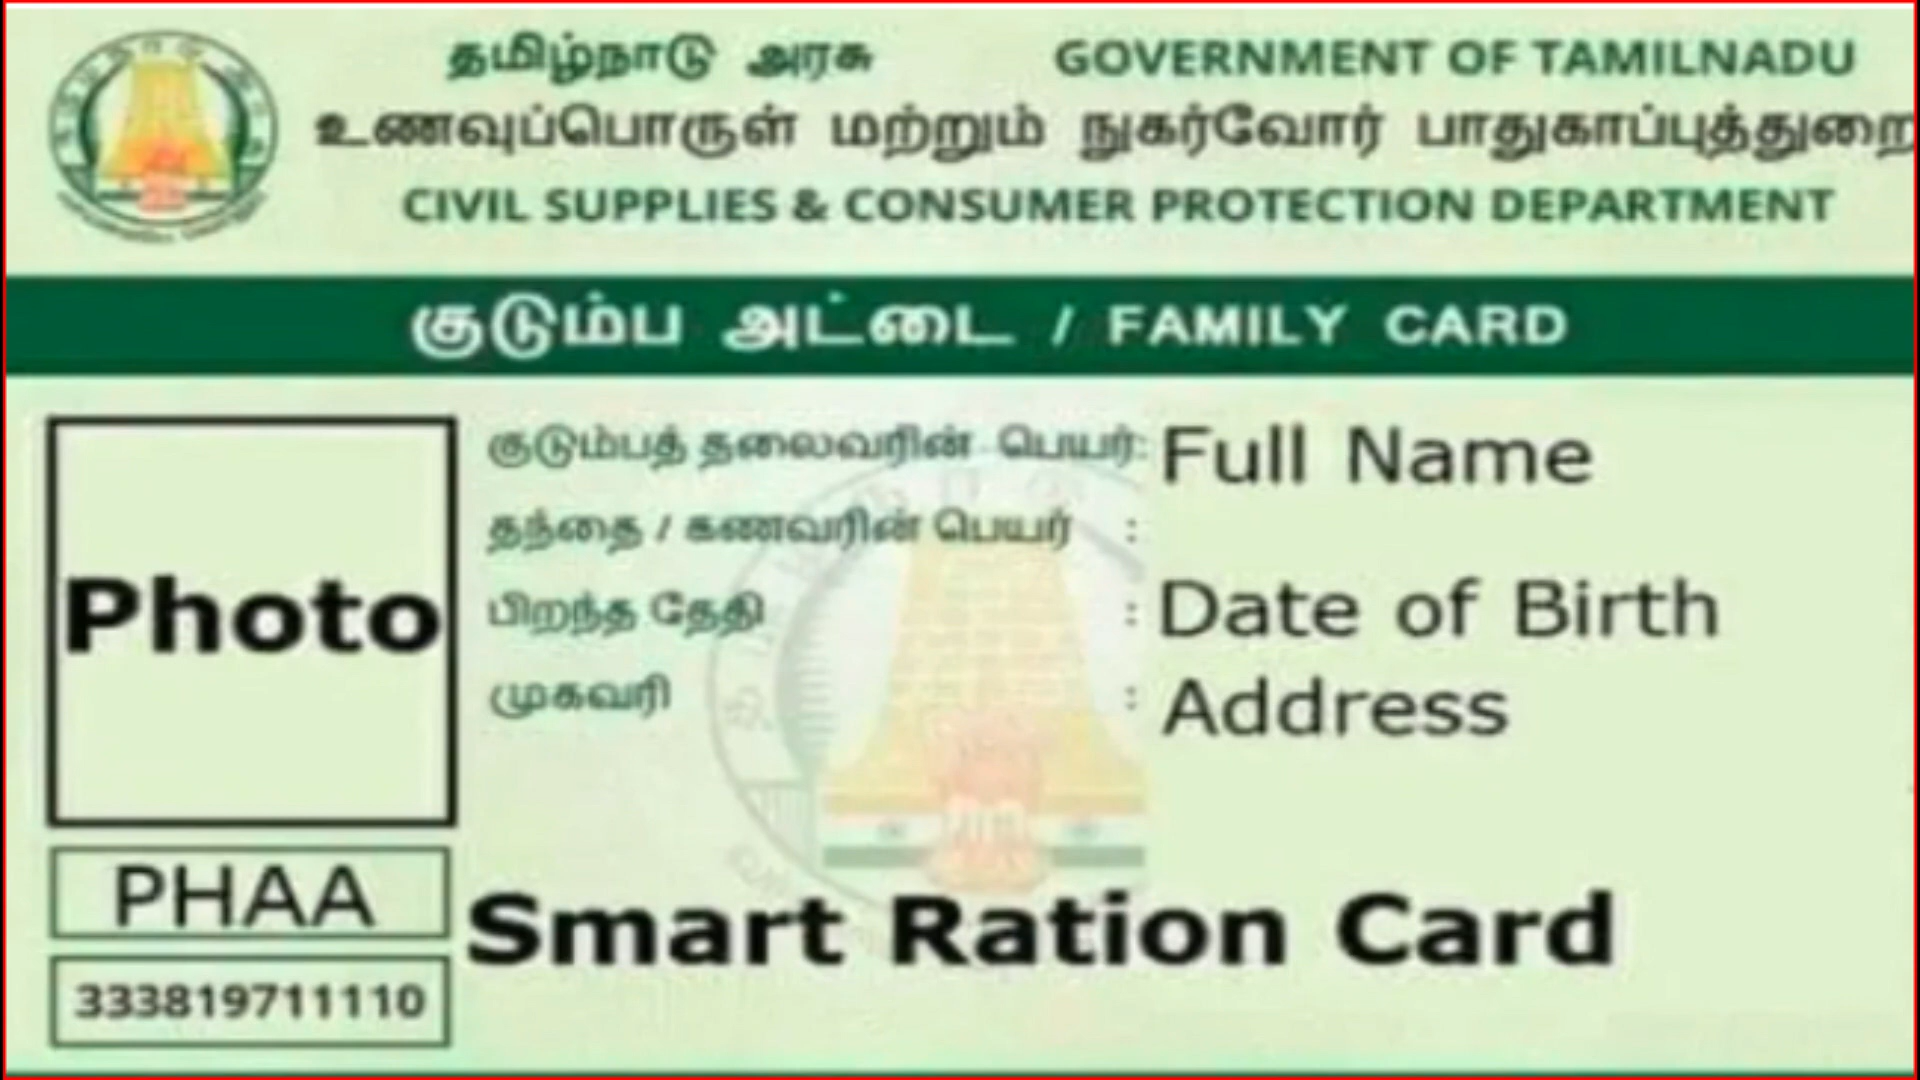 தமிழ்நாடு அரசு GOVERNMENT OF TAMILNADU
உணவுப்பொருள் மற்றும் நுகர்வோர் பாதுகாப்புத்துறை
CIVIL SUPPLIES & CONSUMER PROTECTION DEPARTMENT
குடும்ப அட்டை / FAMILY CARD
குடும்பத் தலைவரின் பெயர்: Full Name
தந்தை / கணவரின் பெயர் :
பிறந்த தேதி : Date of Birth
முகவரி : Address
Photo
PHAA
Smart Ration Card
333819711110